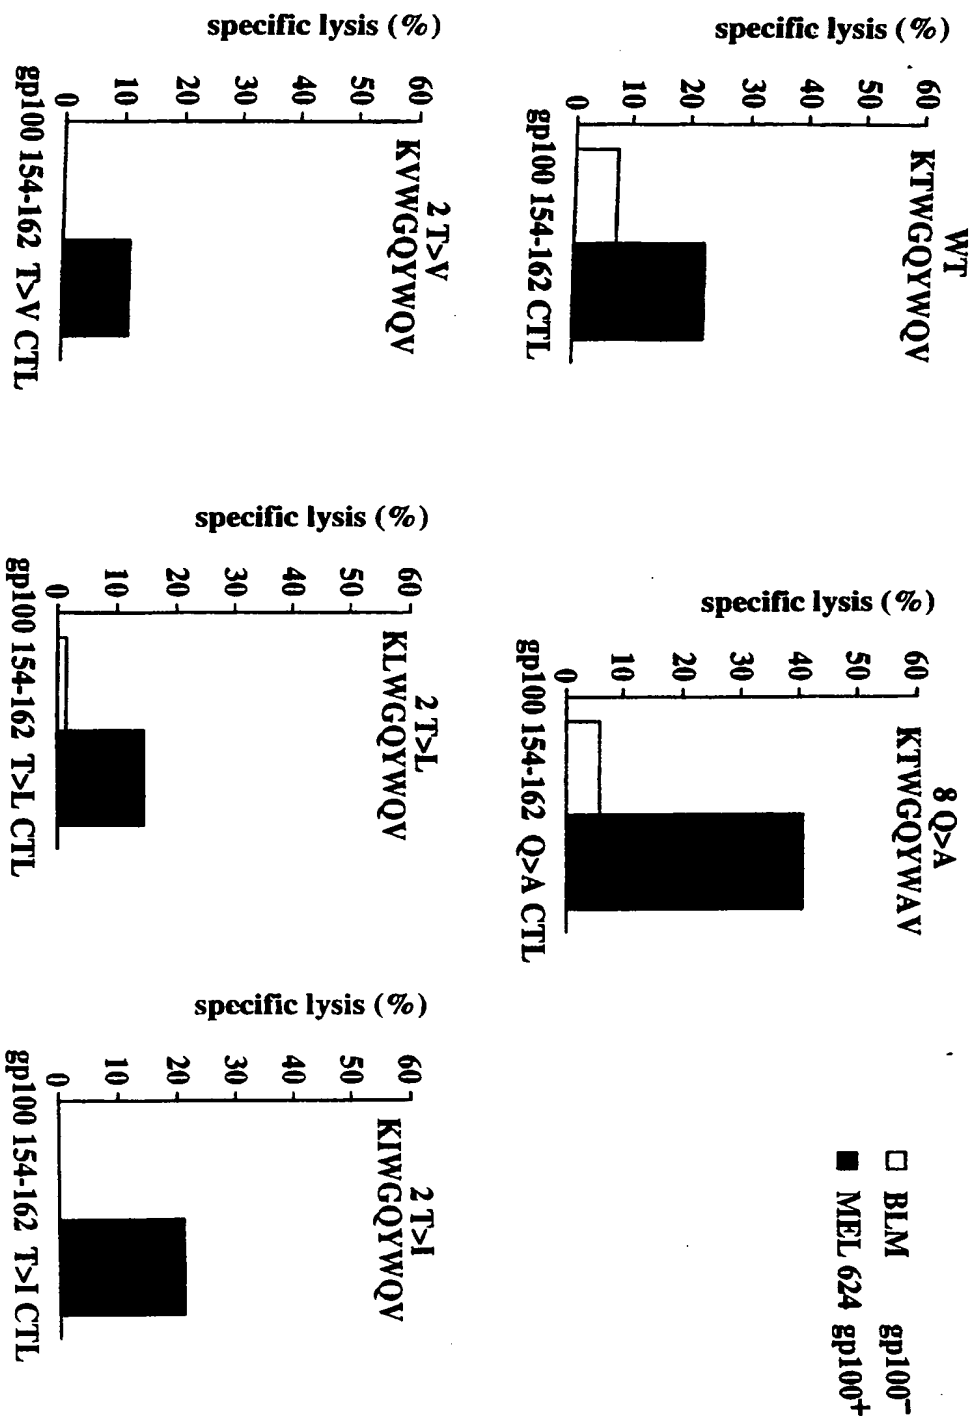 WT
KTWGQYWQV
specific lysis (%)
60
50
40
30
20
10
0
gp100 154-162 CTL
8 Q>A
KTWGQYWAV
specific lysis (%)
60
50
40
30
20
10
0
gp100 154-162 Q>A CTL
BLM gp100⁻
MEL 624 gp100⁺
2 T>V
KVWGQYWQV
specific lysis (%)
60
50
40
30
20
10
0
gp100 154-162 T>V CTL
2 T>L
KLWGQYWQV
specific lysis (%)
60
50
40
30
20
10
0
gp100 154-162 T>L CTL
2 T>I
KIWGQYWQV
specific lysis (%)
60
50
40
30
20
10
0
gp100 154-162 T>I CTL